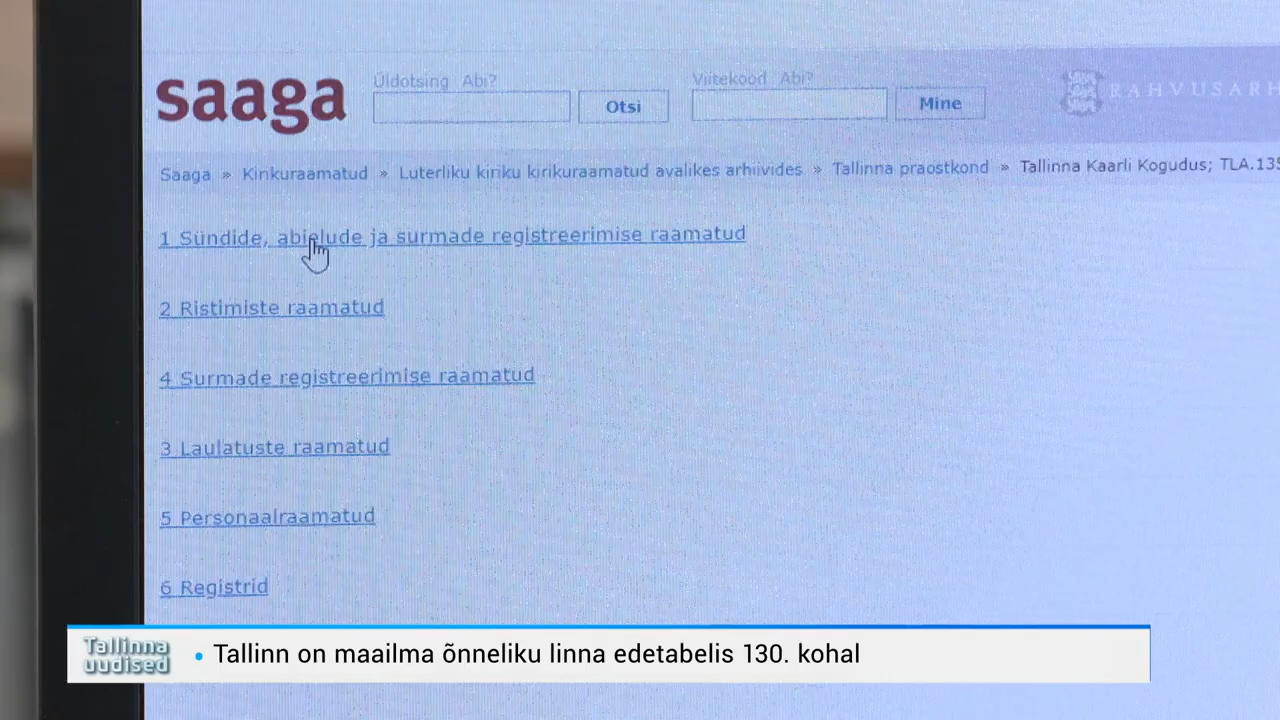 saaga
Üldotsing Abi?
Otsi
Viitekood Abi?
Mine
RAHVUSARH
Saaga » Kirikuraamatud » Luterliku kiriku kirikuraamatud avalikes arhiivides » Tallinna praostkond » Tallinna Kaarli Kogudus; TLA.135
1 Sündide, abielude ja surmade registreerimise raamatud
2 Ristimiste raamatud
4 Surmade registreerimise raamatud
3 Laulatuste raamatud
5 Personaalraamatud
6 Registrid
Tallinna uudised
• Tallinn on maailma õnneliku linna edetabelis 130. kohal